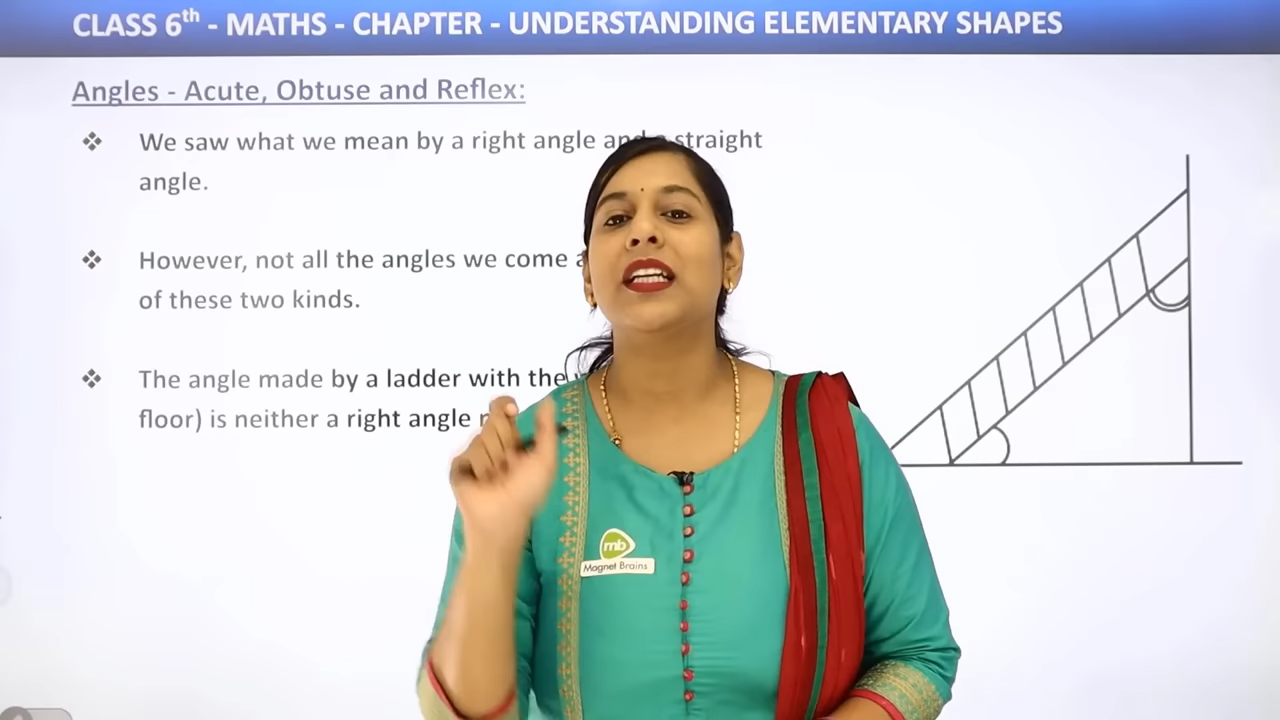 CLASS 6th - MATHS - CHAPTER - UNDERSTANDING ELEMENTARY SHAPES
Angles - Acute, Obtuse and Reflex:
We saw what we mean by a right angle and a straight
angle.
However, not all the angles we come
of these two kinds.
The angle made by a ladder with the
floor) is neither a right angle
mb
Magnet Brains